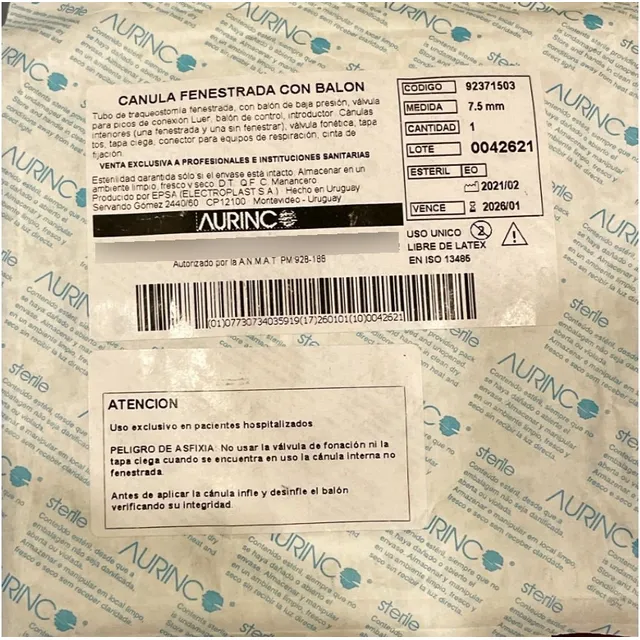 CANULA FENESTRADA CON BALON
Tubo de traqueostomía fenestrada, con balón de baja presión, válvula
para picos de conexión Luer, balón de control, introductor. Cánulas
interiores (una fenestrada y una sin fenestrar), válvula fonética, tapa
tos, tapa ciega, conector para equipos de respiración, cinta de
fijación.
VENTA EXCLUSIVA A PROFESIONALES E INSTITUCIONES SANITARIAS
Esterilidad garantida sólo si el envase está intacto. Almacenar en un
ambiente limpio, fresco y seco. D.T. Q.F. C. Manancero
Producido por EPSA (ELECTROPLAST S.A.) Hecho en Uruguay
Servando Gómez 2440/60 CP12100 Montevideo - Uruguay
AURINCO
Autorizado por la A.N.M.A.T. PM 928-186
(01)07730734035919(17)260101(10)0042621
CODIGO 92371503
MEDIDA 7.5 mm
CANTIDAD 1
LOTE 0042621
ESTERIL EO
2021/02
VENCE 2026/01
USO UNICO 2
LIBRE DE LATEX
EN ISO 13485
ATENCION
Uso exclusivo en pacientes hospitalizados
PELIGRO DE ASFIXIA: No usar la válvula de fonación ni la
tapa ciega cuando se encuentra en uso la cánula interna no
fenestrada.
Antes de aplicar la cánula infle y desinfle el balón
verificando su integridad.
AURINCO
sterile